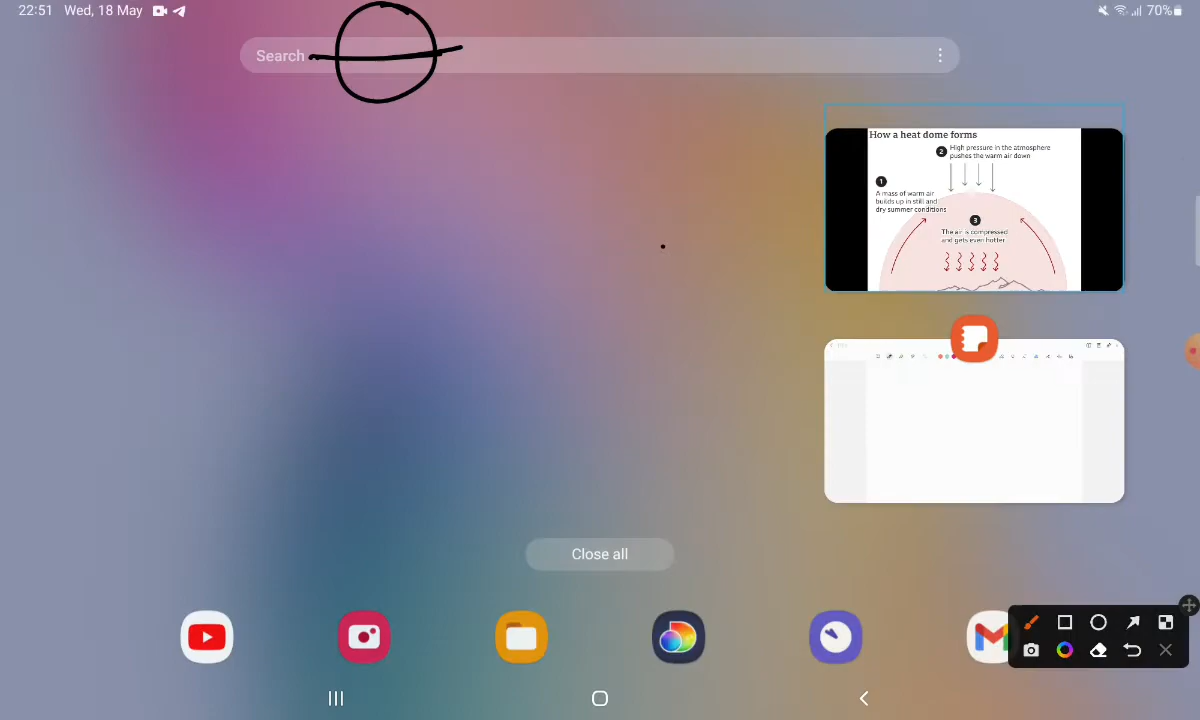 22:51 Wed, 18 May
70%
Search
How a heat dome forms
2 High pressure in the atmosphere
pushes the warm air down
1
A mass of warm air
builds up in still and
dry summer conditions
3
The air is compressed
and gets even hotter
Close all